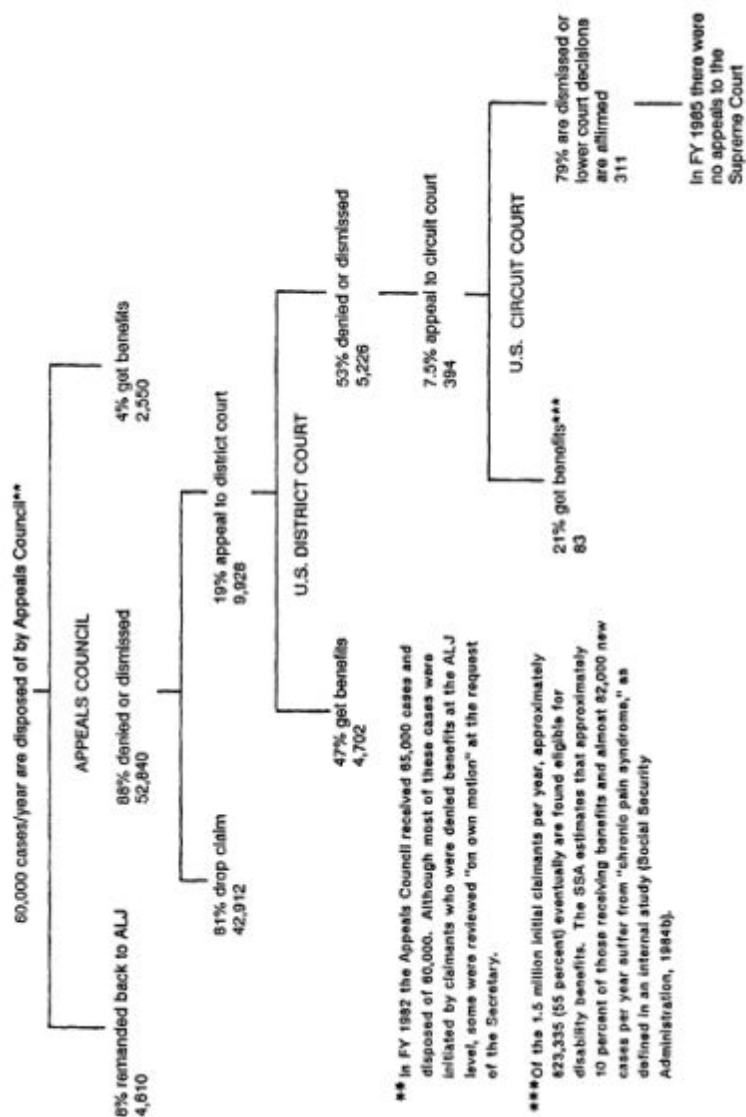 60,000 cases/year are disposed of by Appeals Council**
APPEALS COUNCIL
8% remanded back to ALJ
4,610
88% denied or dismissed
52,840
4% got benefits
2,550
81% drop claim
42,912
19% appeal to district court
9,928
U.S. DISTRICT COURT
47% get benefits
4,702
53% denied or dismissed
5,226
7.5% appeal to circuit court
394
U.S. CIRCUIT COURT
21% got benefits***
83
79% are dismissed or
lower court decisions
are affirmed
311
In FY 1985 there were
no appeals to the
Supreme Court
** In FY 1982 the Appeals Council received 65,000 cases and
disposed of 60,000. Although most of these cases were
initiated by claimants who were denied benefits at the ALJ
level, some were reviewed "on own motion" at the request
of the Secretary.
***Of the 1.5 million initial claimants per year, approximately
823,335 (55 percent) eventually are found eligible for
disability benefits. The SSA estimates that approximately
10 percent of those receiving benefits and almost 82,000 new
cases per year suffer from "chronic pain syndrome," as
defined in an internal study (Social Security
Administration, 1984b).